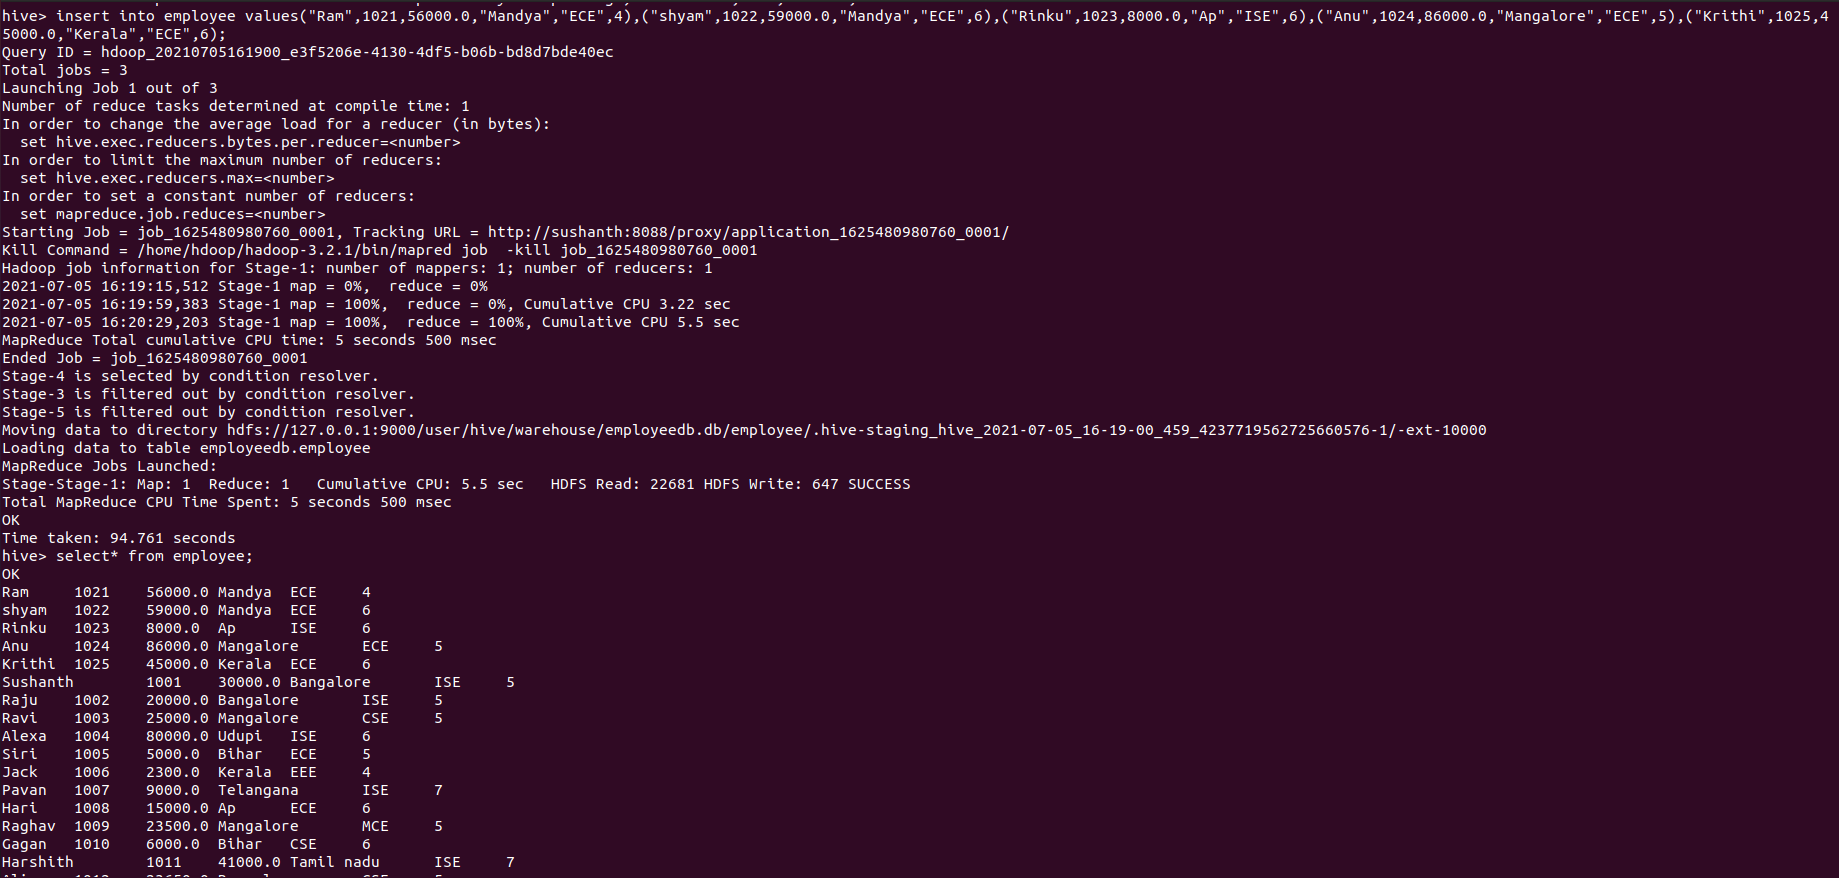 hive> insert into employee values("Ram",1021,56000.0,"Mandya","ECE",4),("shyam",1022,59000.0,"Mandya","ECE",6),("Rinku",1023,8000.0,"Ap","ISE",6),("Anu",1024,86000.0,"Mangalore","ECE",5),("Krithi",1025,4
5000.0,"Kerala","ECE",6);
Query ID = hdoop_20210705161900_e3f5206e-4130-4df5-b06b-bd8d7bde40ec
Total jobs = 3
Launching Job 1 out of 3
Number of reduce tasks determined at compile time: 1
In order to change the average load for a reducer (in bytes):
  set hive.exec.reducers.bytes.per.reducer=<number>
In order to limit the maximum number of reducers:
  set hive.exec.reducers.max=<number>
In order to set a constant number of reducers:
  set mapreduce.job.reduces=<number>
Starting Job = job_1625480980760_0001, Tracking URL = http://sushanth:8088/proxy/application_1625480980760_0001/
Kill Command = /home/hdoop/hadoop-3.2.1/bin/mapred job  -kill job_1625480980760_0001
Hadoop job information for Stage-1: number of mappers: 1; number of reducers: 1
2021-07-05 16:19:15,512 Stage-1 map = 0%,  reduce = 0%
2021-07-05 16:19:59,383 Stage-1 map = 100%,  reduce = 0%, Cumulative CPU 3.22 sec
2021-07-05 16:20:29,203 Stage-1 map = 100%,  reduce = 100%, Cumulative CPU 5.5 sec
MapReduce Total cumulative CPU time: 5 seconds 500 msec
Ended Job = job_1625480980760_0001
Stage-4 is selected by condition resolver.
Stage-3 is filtered out by condition resolver.
Stage-5 is filtered out by condition resolver.
Moving data to directory hdfs://127.0.0.1:9000/user/hive/warehouse/employeedb.db/employee/.hive-staging_hive_2021-07-05_16-19-00_459_4237719562725660576-1/-ext-10000
Loading data to table employeedb.employee
MapReduce Jobs Launched:
Stage-Stage-1: Map: 1  Reduce: 1   Cumulative CPU: 5.5 sec   HDFS Read: 22681 HDFS Write: 647 SUCCESS
Total MapReduce CPU Time Spent: 5 seconds 500 msec
OK
Time taken: 94.761 seconds
hive> select* from employee;
OK
Ram     1021    56000.0 Mandya  ECE     4
shyam   1022    59000.0 Mandya  ECE     6
Rinku   1023    8000.0  Ap      ISE     6
Anu     1024    86000.0 Mangalore       ECE     5
Krithi  1025    45000.0 Kerala  ECE     6
Sushanth        1001    30000.0 Bangalore       ISE     5
Raju    1002    20000.0 Bangalore       ISE     5
Ravi    1003    25000.0 Mangalore       CSE     5
Alexa   1004    80000.0 Udupi   ISE     6
Siri    1005    5000.0  Bihar   ECE     5
Jack    1006    2300.0  Kerala  EEE     4
Pavan   1007    9000.0  Telangana       ISE     7
Hari    1008    15000.0 Ap      ECE     6
Raghav  1009    23500.0 Mangalore       MCE     5
Gagan   1010    6000.0  Bihar   CSE     6
Harshith        1011    41000.0 Tamil nadu      ISE     7